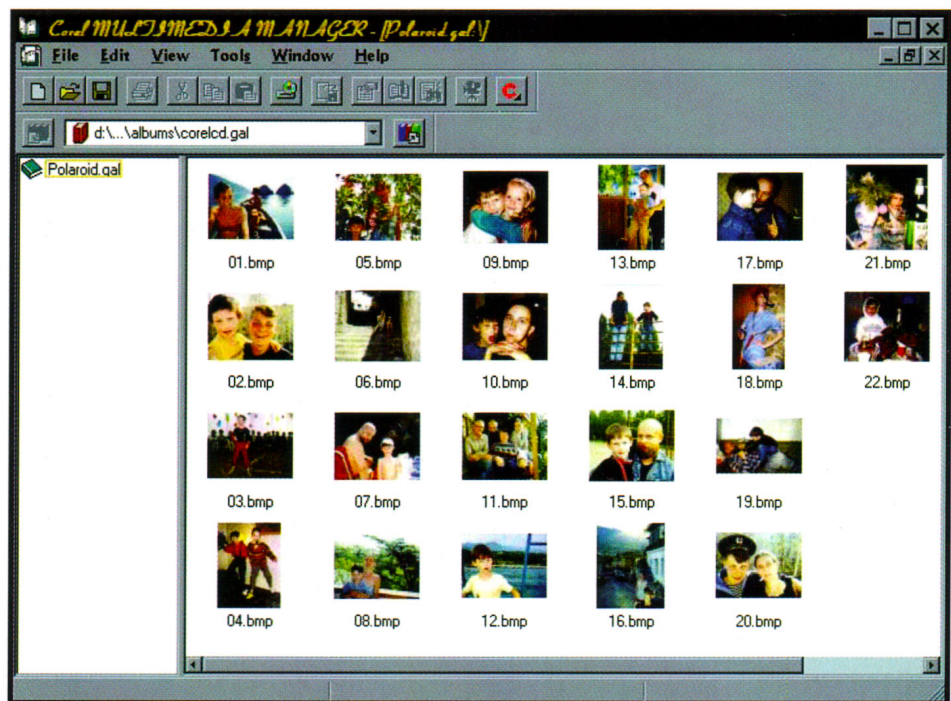 Corel MULTIMEDIA MANAGER - [Polaroid.gal:\]
File Edit View Tools Window Help
d:\...\albums\corelcd.gal
Polaroid.gal
01.bmp 05.bmp 09.bmp 13.bmp 17.bmp 21.bmp
02.bmp 06.bmp 10.bmp 14.bmp 18.bmp 22.bmp
03.bmp 07.bmp 11.bmp 15.bmp 19.bmp
04.bmp 08.bmp 12.bmp 16.bmp 20.bmp